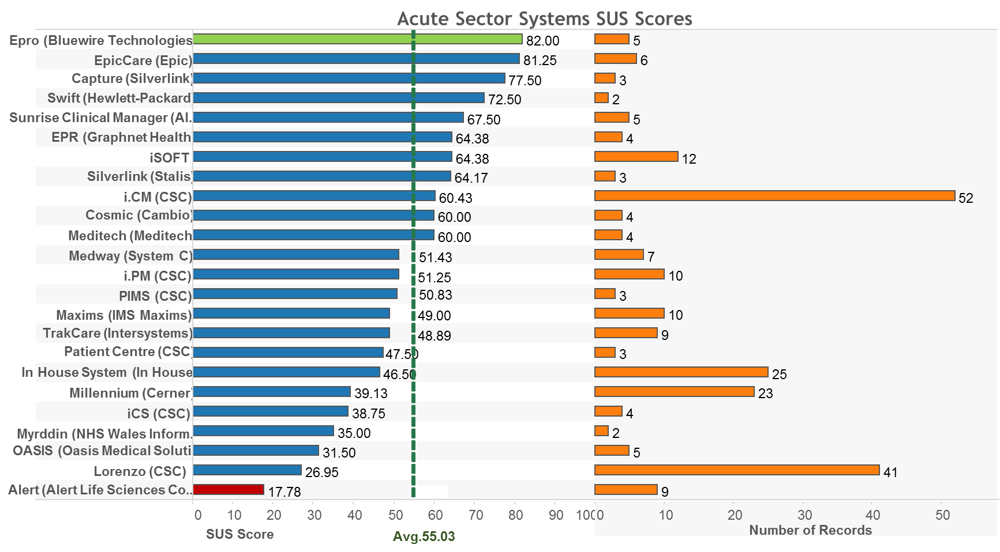 Acute Sector Systems SUS Scores
Epro (Bluewire Technologies 82.00 5
EpicCare (Epic) 81.25 6
Capture (Silverlink) 77.50 3
Swift (Hewlett-Packard 72.50 2
Sunrise Clinical Manager (Al. 67.50 5
EPR (Graphnet Health 64.38 4
iSOFT 64.38 12
Silverlink (Stalis) 64.17 3
i.CM (CSC) 60.43 52
Cosmic (Cambio) 60.00 4
Meditech (Meditech 60.00 4
Medway (System C) 51.43 7
i.PM (CSC) 51.25 10
PIMS (CSC) 50.83 3
Maxims (IMS Maxims) 49.00 10
TrakCare (Intersystems) 48.89 9
Patient Centre (CSC) 47.50 3
In House System (In House 46.50 25
Millennium (Cerner) 39.13 23
iCS (CSC) 38.75 4
Myrddin (NHS Wales Inform. 35.00 2
OASIS (Oasis Medical Soluti 31.50 5
Lorenzo (CSC) 26.95 41
Alert (Alert Life Sciences Co.. 17.78 9
0 10 20 30 40 50 60 70 80 90 100 0 10 20 30 40 50
SUS Score Avg.55.03 Number of Records